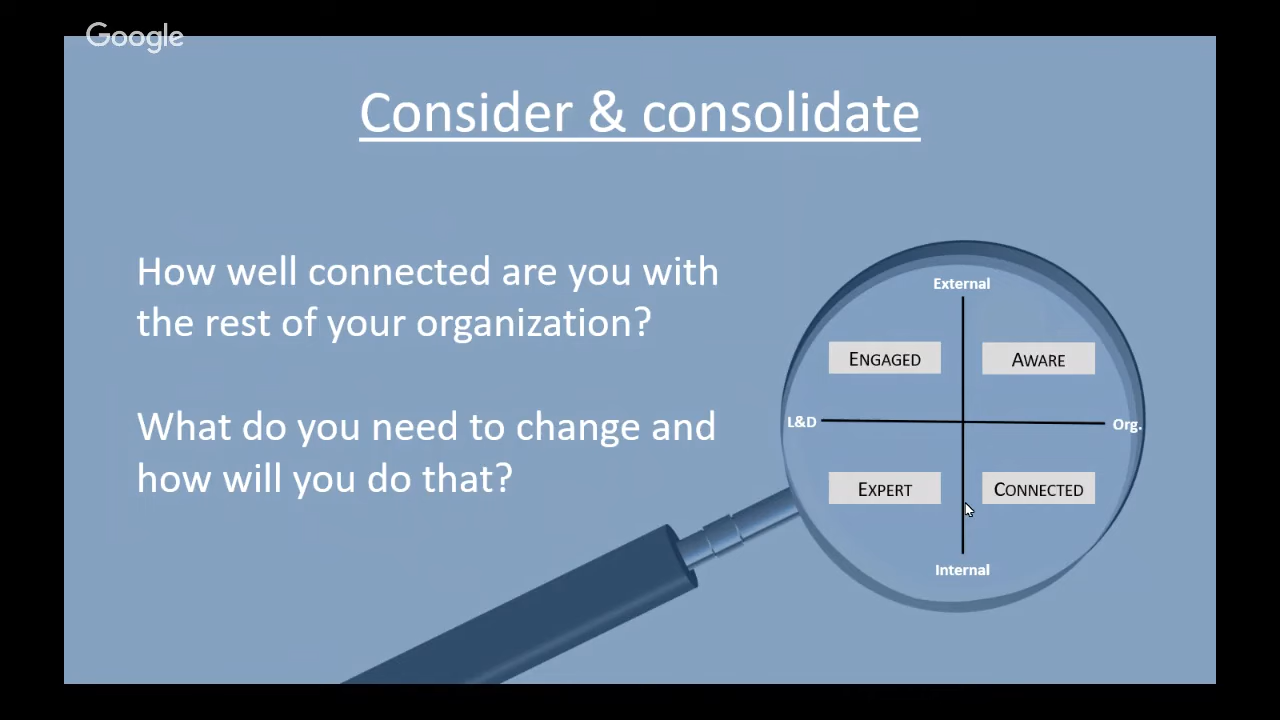 Google
Consider & consolidate
How well connected are you with
the rest of your organization?
What do you need to change and
how will you do that?
External
ENGAGED
AWARE
L&D
Org.
EXPERT
CONNECTED
Internal